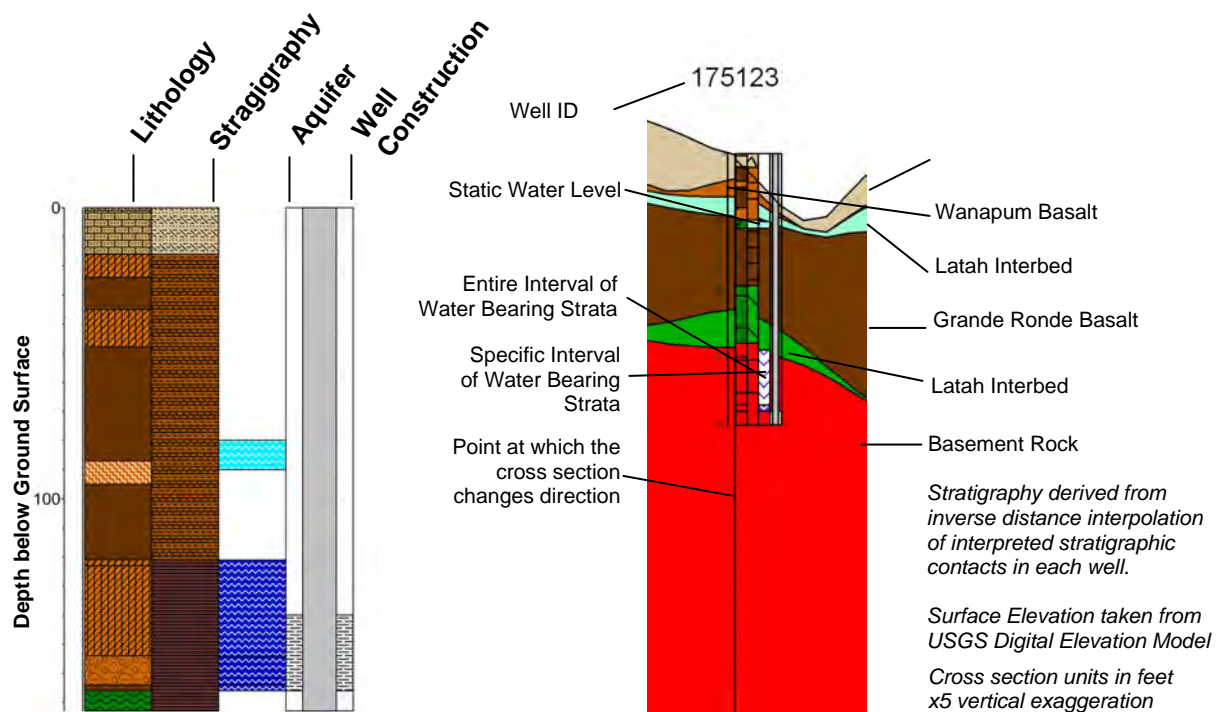 Lithology
Stragigraphy
Aquifer
Well
Construction
Depth below Ground Surface
0
100
175123
Well ID
Static Water Level
Entire Interval of
Water Bearing Strata
Specific Interval
of Water Bearing
Strata
Point at which the
cross section
changes direction
Wanapum Basalt
Latah Interbed
Grande Ronde Basalt
Latah Interbed
Basement Rock
Stratigraphy derived from
inverse distance interpolation
of interpreted stratigraphic
contacts in each well.
Surface Elevation taken from
USGS Digital Elevation Model
Cross section units in feet
x5 vertical exaggeration